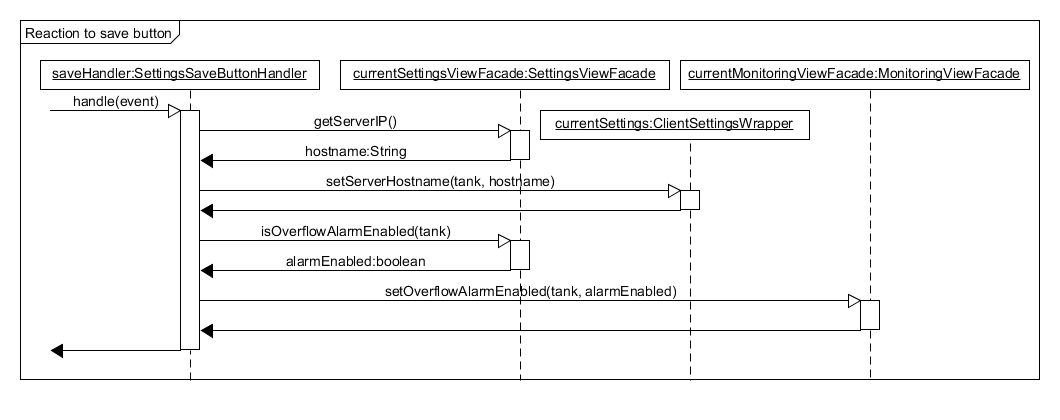 Reaction to save button
saveHandler:SettingsSaveButtonHandler
currentSettingsViewFacade:SettingsViewFacade
currentMonitoringViewFacade:MonitoringViewFacade
handle(event)
getServerIP()
currentSettings:ClientSettingsWrapper
hostname:String
setServerHostname(tank, hostname)
isOverflowAlarmEnabled(tank)
alarmEnabled:boolean
setOverflowAlarmEnabled(tank, alarmEnabled)